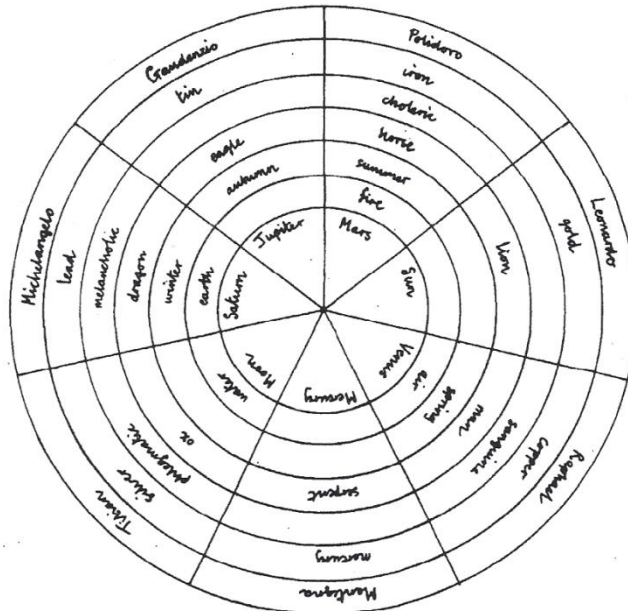 Gaudenzio
tin
eagle
autumn
Jupiter
Polidoro
iron
choleric
horse
summer
fire
Mars
Leonardo
gold
lion
Sun
Raphael
copper
sanguine
man
spring
air
Venus
Mantegna
mercury
serpent
Mercury
Titian
silver
phlegmatic
ox
water
Moon
Michelangelo
lead
melancholic
dragon
winter
earth
Saturn